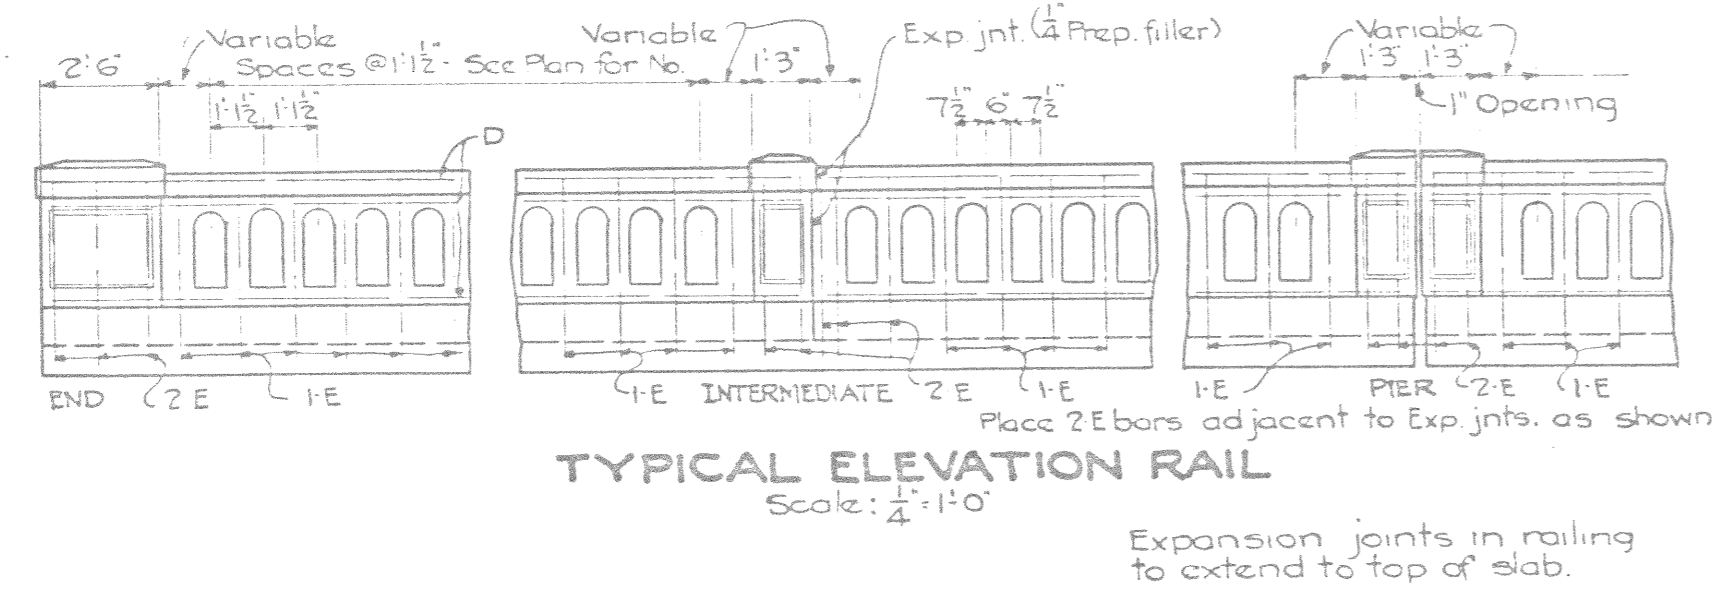 2'6"
Variable
Spaces @ 1'-1½"- See Plan for No.
Variable
1'-3"
Exp. jnt. (¼" Prep. filler)
Variable
1'-3" 1'-3"
1" Opening
1'-1½" 1'-1½"
7½" 6" 7½"
D
END
2 E
1-E
1-E
INTERMEDIATE
2-E
1-E
1-E
PIER
2-E
1-E
Place 2-E bars adjacent to Exp. jnts. as shown
TYPICAL ELEVATION RAIL
Scale: ¼"=1'-0"
Expansion joints in railing
to extend to top of slab.